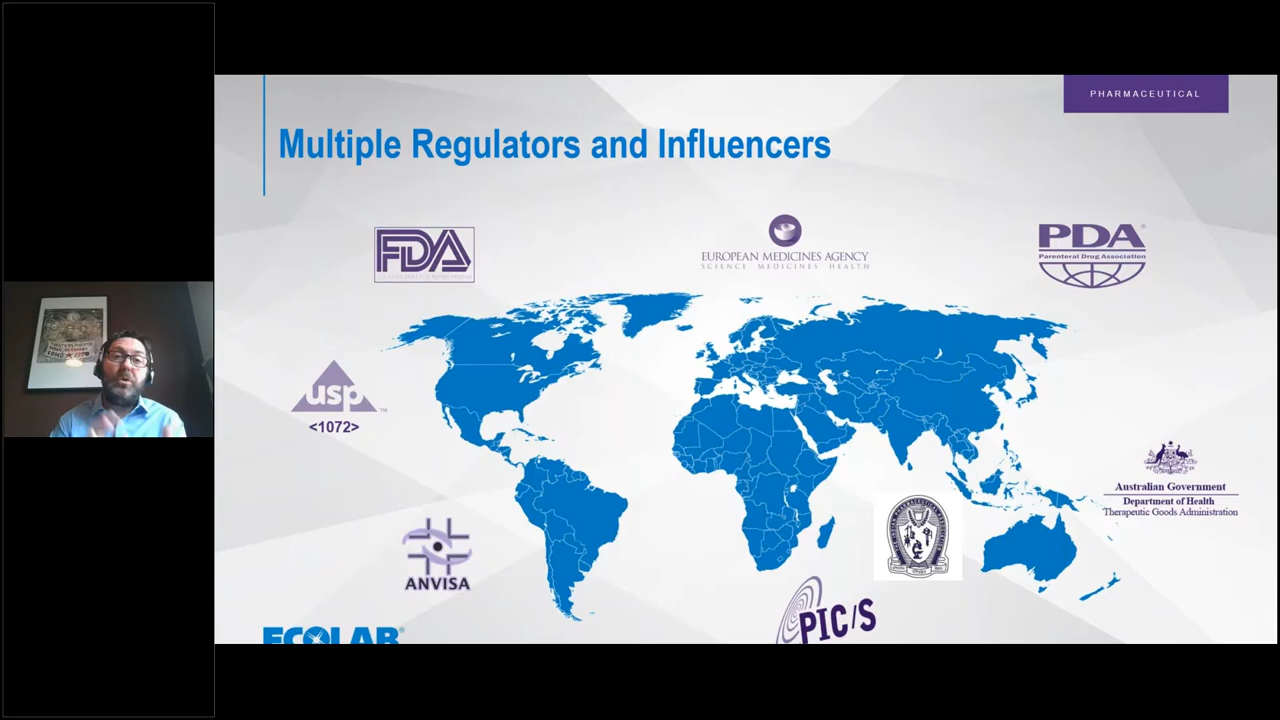 PHARMACEUTICAL
Multiple Regulators and Influencers
FDA
EUROPEAN MEDICINES AGENCY
SCIENCE MEDICINES HEALTH
PDA
Parenteral Drug Association
usp
<1072>
Australian Government
Department of Health
Therapeutic Goods Administration
ANVISA
PIC/S
ECOLAB